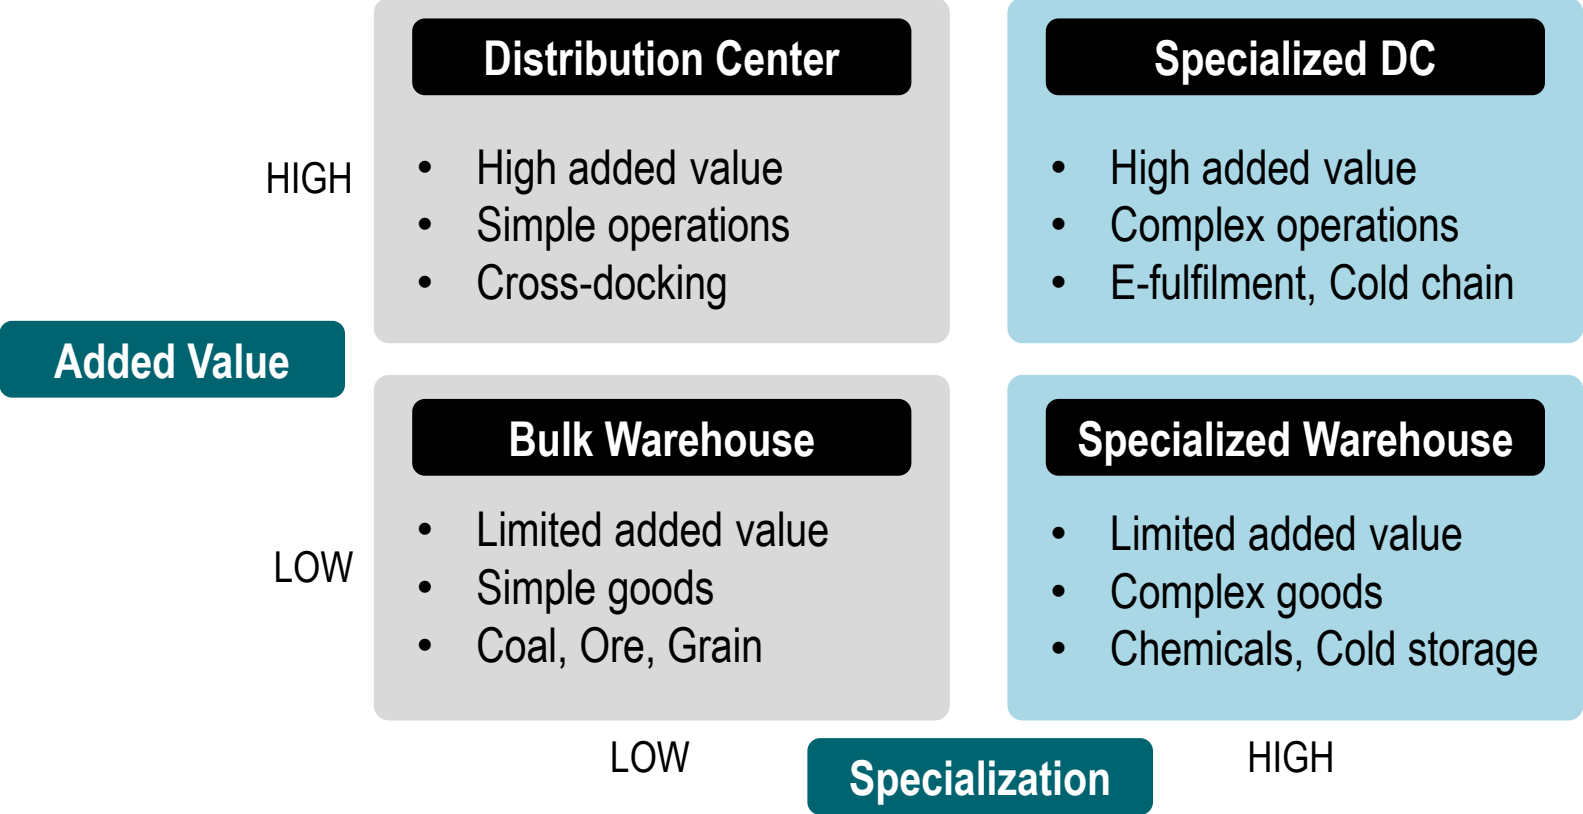 Distribution Center
• High added value
• Simple operations
• Cross-docking
Specialized DC
• High added value
• Complex operations
• E-fulfilment, Cold chain
HIGH
Added Value
Bulk Warehouse
• Limited added value
• Simple goods
• Coal, Ore, Grain
Specialized Warehouse
• Limited added value
• Complex goods
• Chemicals, Cold storage
LOW
LOW
Specialization
HIGH